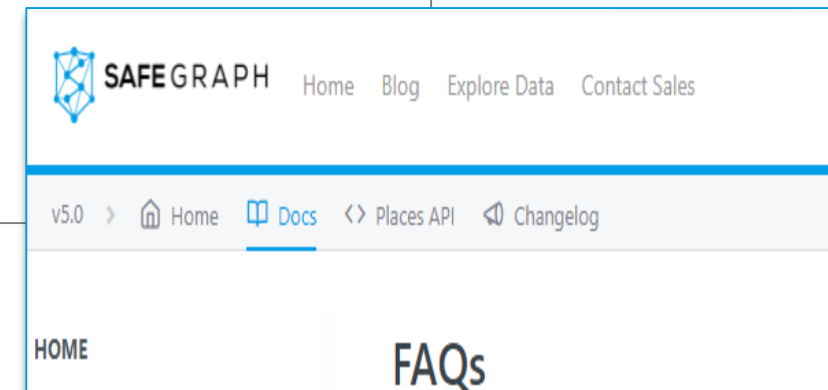 SAFEGRAPH Home Blog Explore Data Contact Sales
v5.0 > Home Docs <> Places API Changelog
HOME
FAQs